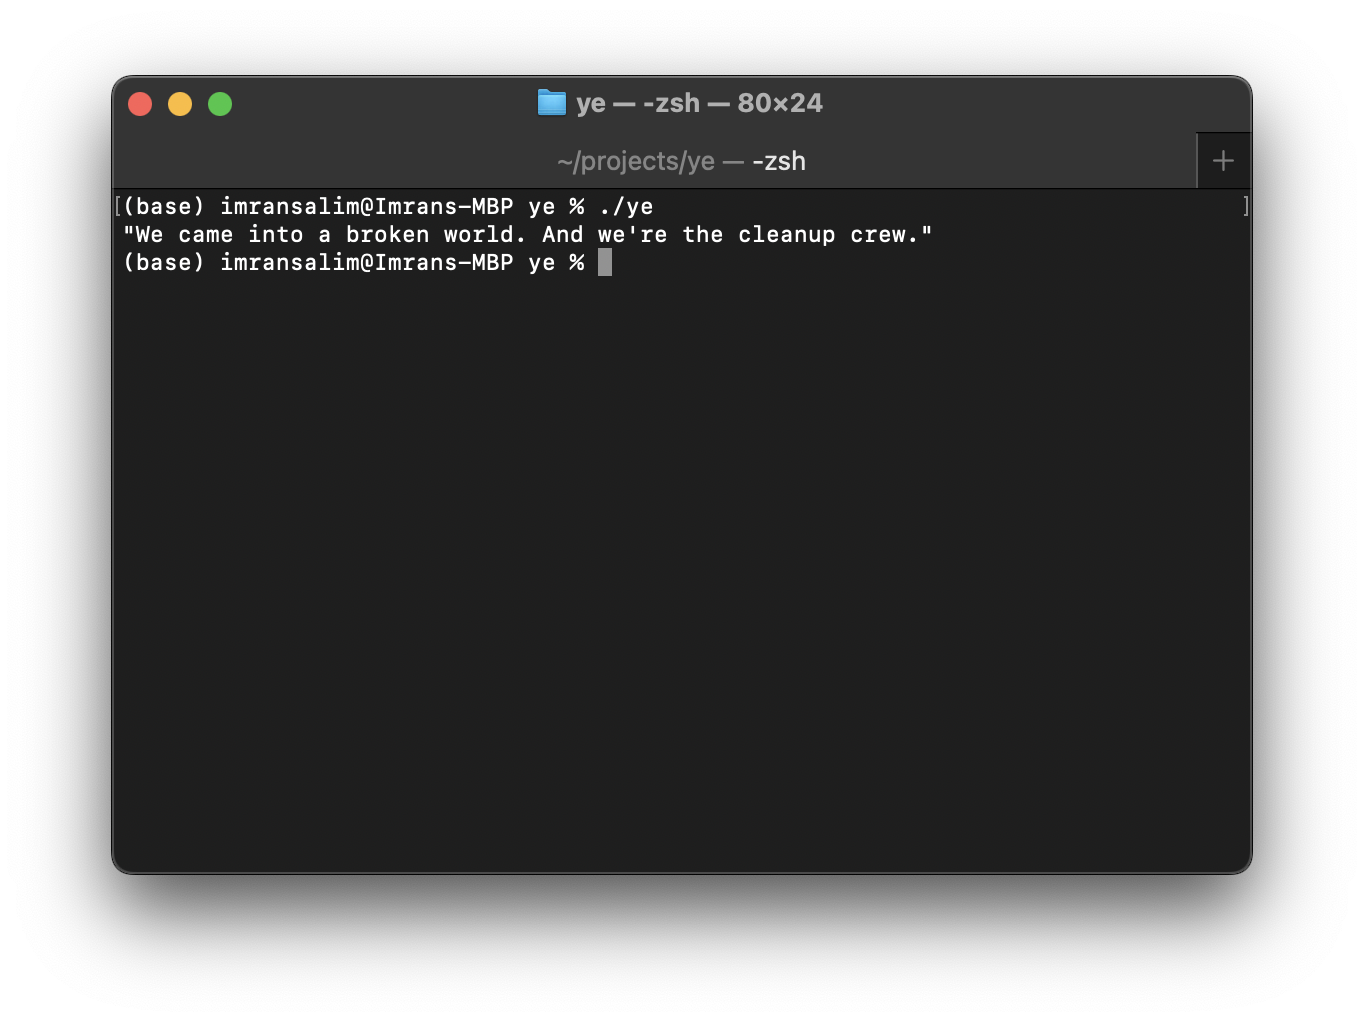 ye — -zsh — 80×24
~/projects/ye — -zsh +
[(base) imransalim@Imrans-MBP ye % ./ye ]
"We came into a broken world. And we're the cleanup crew."
(base) imransalim@Imrans-MBP ye %